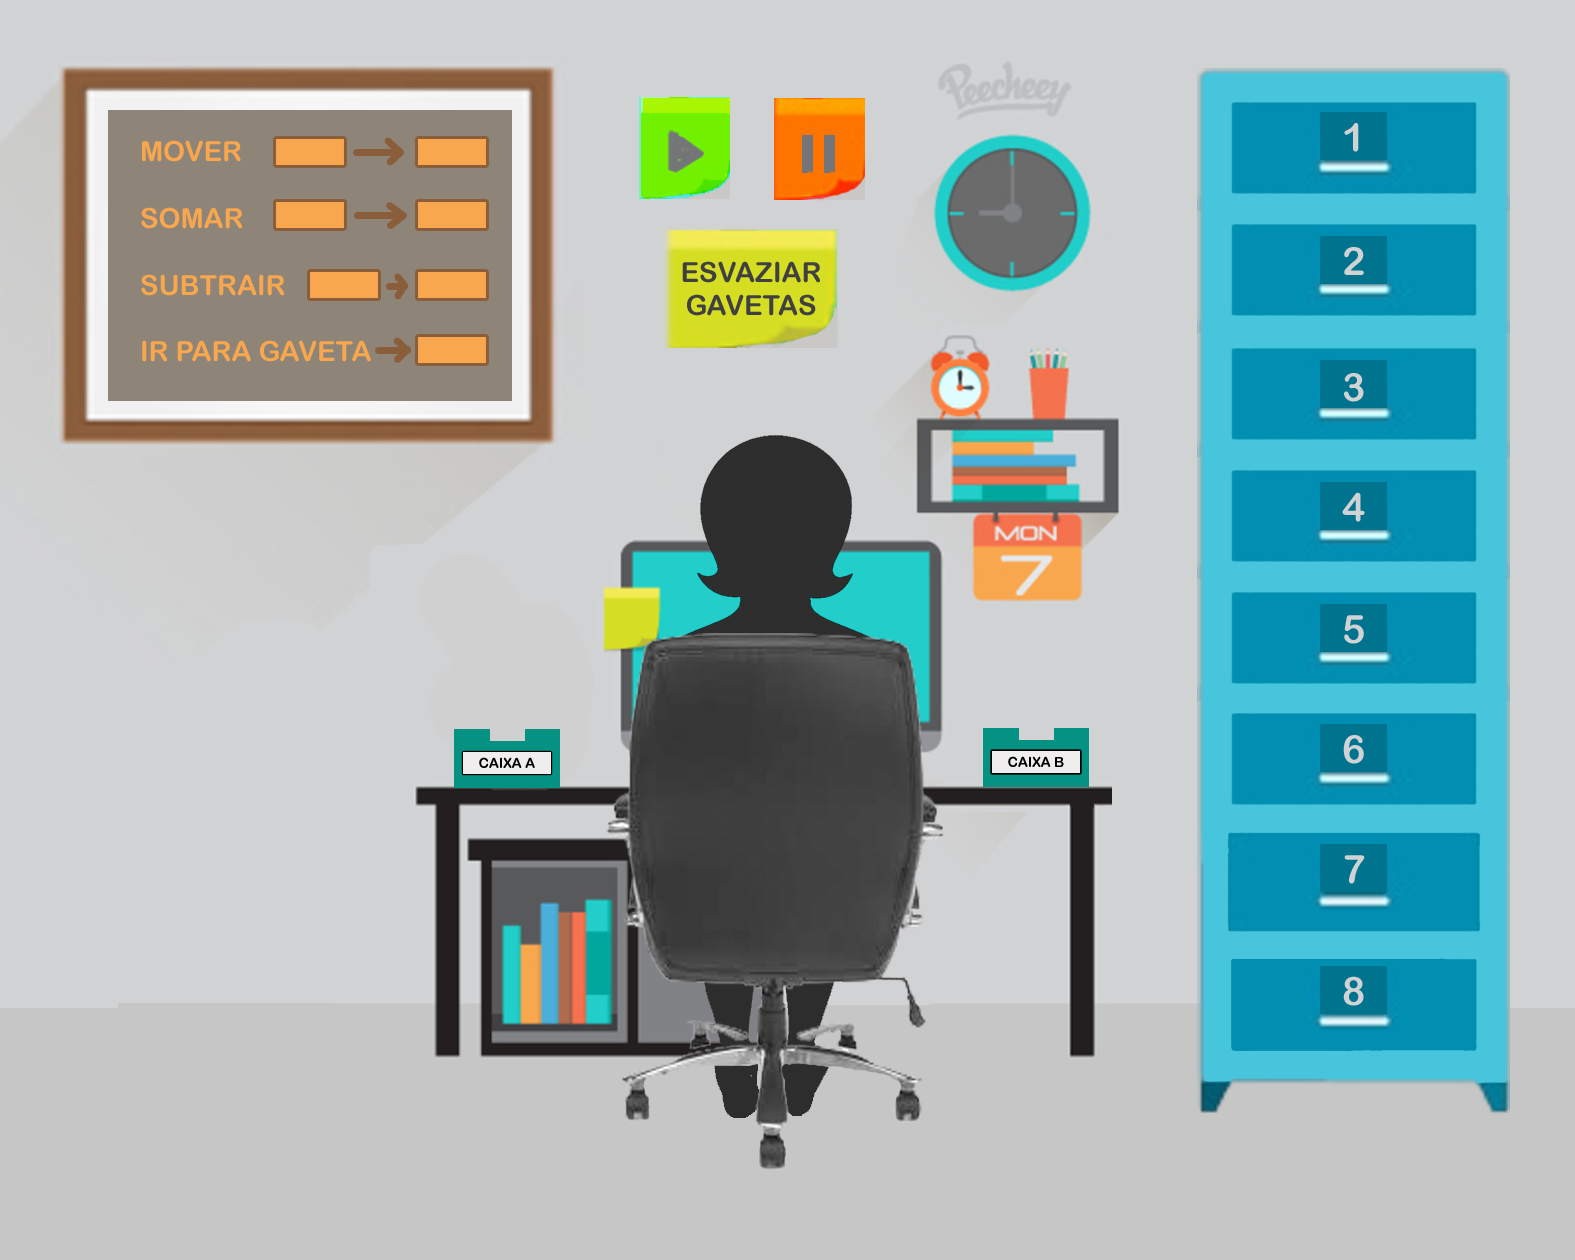 MOVER
SOMAR
SUBTRAIR
IR PARA GAVETA
ESVAZIAR
GAVETAS
Peecheey
MON
7
CAIXA A
CAIXA B
1
2
3
4
5
6
7
8